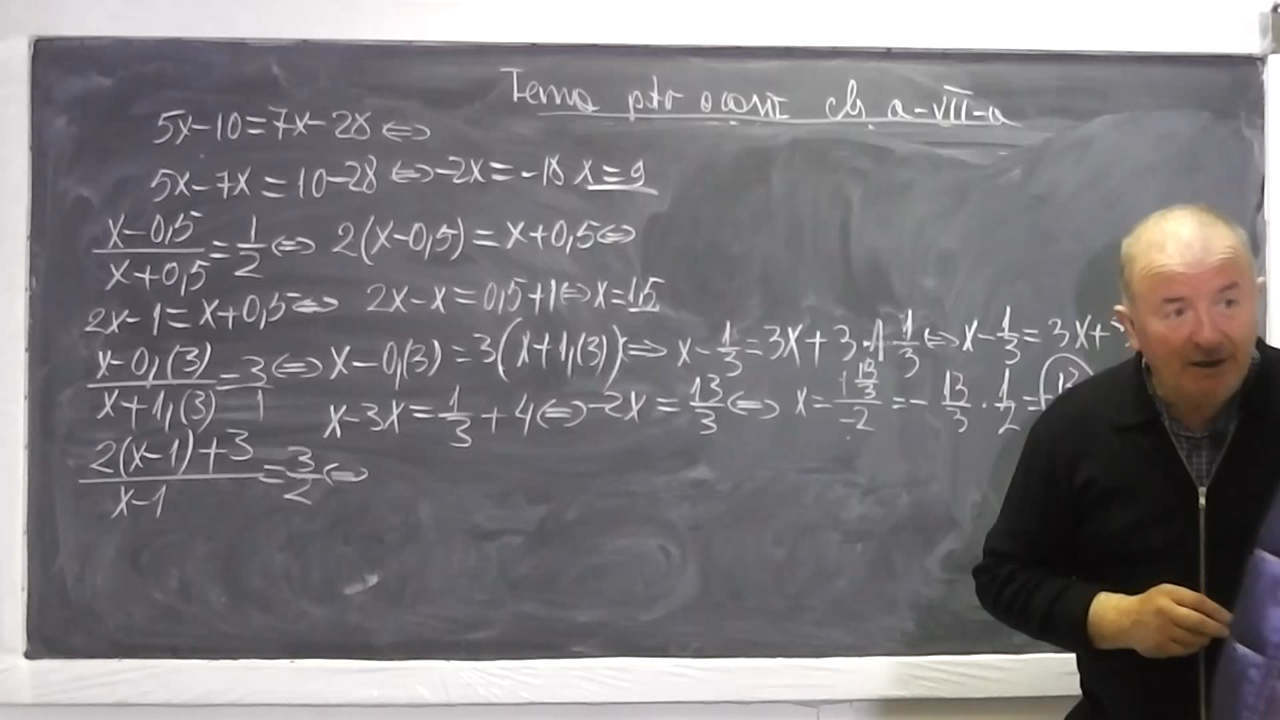 Tema ptr acasă cls a-VII-a
5x-10=7x-28 ⇔
5x-7x=10-28 ⇔ -2x=-18 x=9
x-0,5/x+0,5 = 1/2 ⇔ 2(x-0,5)=x+0,5 ⇔
2x-1=x+0,5 ⇔ 2x-x=0,5+1 ⇔ x=1,5
x-0,(3)/x+1,(3) = 3/1 ⇔ x-0,(3)=3(x+1,(3)) ⇔ x-1/3=3x+3·1 1/3 ⇔ x-1/3=3x+
x-3x=1/3+4 ⇔ -2x=13/3 ⇔ x=+13/3/-2=-13/3·1/2=
2(x-1)+3/x-1 = 3/2 ⇔